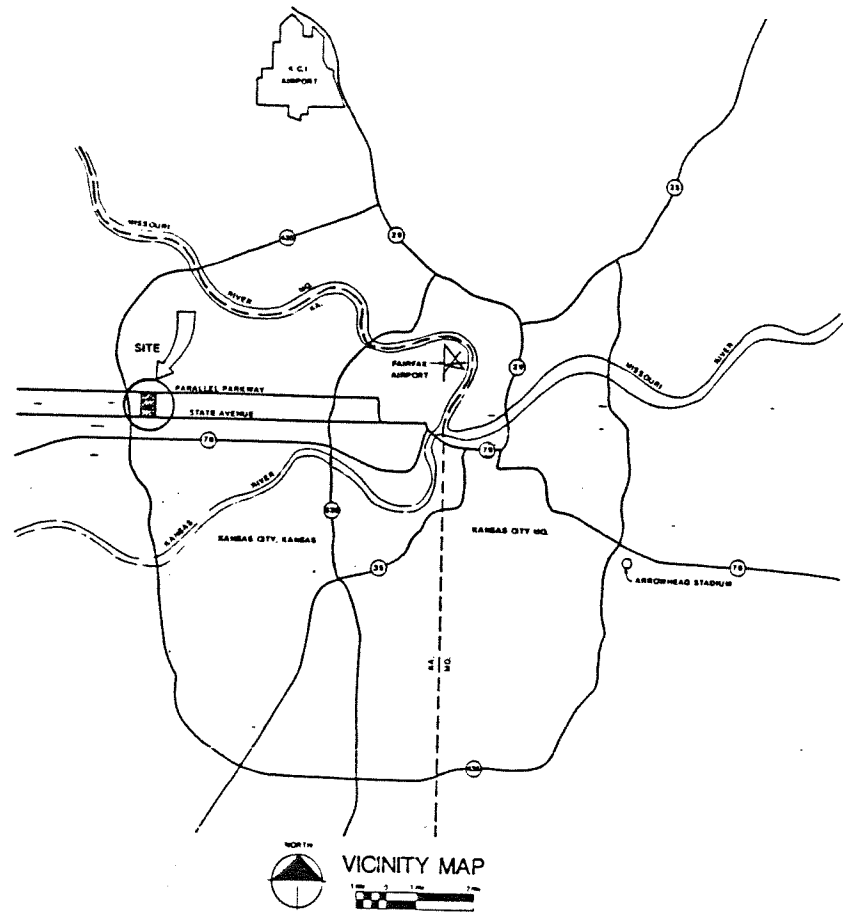 K.C.I
AIRPORT
35
MISSOURI
435
29
RIVER
MO.
KA.
SITE
FAIRFAX
AIRPORT
29
MISSOURI
RIVER
PARALLEL PARKWAY
STATE AVENUE
70
70
KANSAS
RIVER
635
KANSAS CITY, KANSAS
KANSAS CITY MO.
35
ARROWHEAD STADIUM
70
KA.
MO.
435
NORTH
VICINITY MAP